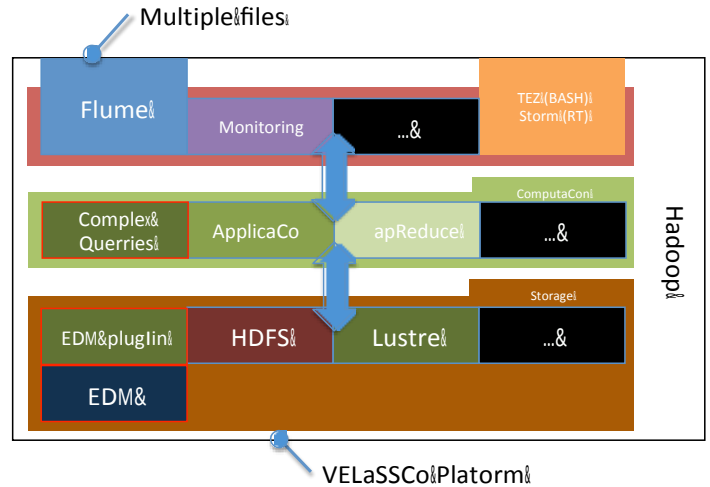 Multiple&files&
Flume&
Monitoring
...&
TEZ&(BASH)&
Storm&(RT)&
ComputaCon&
Complex&
Querries&
ApplicaCo
apReduce&
...&
Hadoop&
Storage&
EDM&plugIin&
HDFS&
Lustre&
...&
EDM&
VELaSSCo&Platorm&